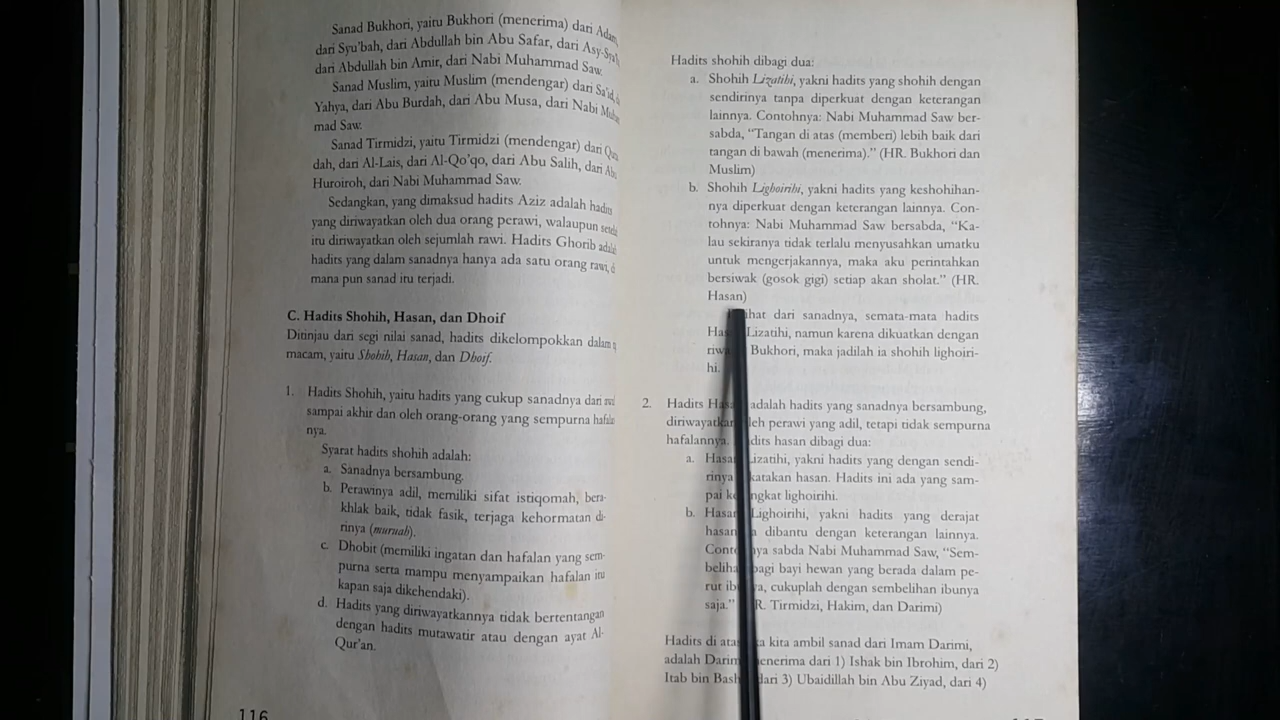 Sanad Bukhori, yaitu Bukhori (menerima) dari Adam,
dari Syu'bah, dari Abdullah bin Abu Safar, dari
dari Abdullah bin Amir, dari Nabi Muhammad Saw.
Sanad Muslim, yaitu Muslim (mendengar) dari Sa'id,
Yahya, dari Abu Burdah, dari Abu Musa, dari Nabi
mad Saw.
Sanad Tirmidzi, yaitu Tirmidzi (mendengar) dari
dah, dari Al-Lais, dari Al-Qo'qo, dari Abu Salih, dari Abu
Huroiroh, dari Nabi Muhammad Saw.
Sedangkan, yang dimaksud hadits Aziz adalah hadits
yang diriwayatkan oleh dua orang perawi, walaupun
itu diriwayatkan oleh sejumlah rawi. Hadits Ghorib adalah
hadits yang dalam sanadnya hanya ada satu orang rawi, di
mana pun sanad itu terjadi.
C. Hadits Shohih, Hasan, dan Dhoif
Ditinjau dari segi nilai sanad, hadits dikelompokkan dalam
macam, yaitu Shohih, Hasan, dan Dhoif.
1. Hadits Shohih, yaitu hadits yang cukup sanadnya dari
sampai akhir dan oleh orang-orang yang sempurna hafalan
nya.
Syarat hadits shohih adalah:
a. Sanadnya bersambung.
b. Perawinya adil, memiliki sifat istiqomah, bera-
khlak baik, tidak fasik, terjaga kehormatan di-
rinya (muruah).
c. Dhobit (memiliki ingatan dan hafalan yang sem-
purna serta mampu menyampaikan hafalan itu
kapan saja dikehendaki).
d. Hadits yang diriwayatkannya tidak bertentangan
dengan hadits mutawatir atau dengan ayat Al-
Qur'an.
116
Hadits shohih dibagi dua:
a. Shohih Lizatihi, yakni hadits yang shohih dengan
sendirinya tanpa diperkuat dengan keterangan
lainnya. Contohnya: Nabi Muhammad Saw ber-
sabda, "Tangan di atas (memberi) lebih baik dari
tangan di bawah (menerima)." (HR. Bukhori dan
Muslim)
b. Shohih Lighoirihi, yakni hadits yang keshohihan-
nya diperkuat dengan keterangan lainnya. Con-
tohnya: Nabi Muhammad Saw bersabda, "Ka-
lau sekiranya tidak terlalu menyusahkan umatku
untuk mengerjakannya, maka aku perintahkan
bersiwak (gosok gigi) setiap akan sholat." (HR.
Hasan)
dari sanadnya, semata-mata hadits
Lizatihi, namun karena dikuatkan dengan
Bukhori, maka jadilah ia shohih lighoiri-
hi.
2. Hadits Hasan adalah hadits yang sanadnya bersambung,
diriwayatkan oleh perawi yang adil, tetapi tidak sempurna
hafalannya. Hadits hasan dibagi dua:
a. Hasan Lizatihi, yakni hadits yang dengan sendi-
rinya dikatakan hasan. Hadits ini ada yang sam-
pai ke tingkat lighoirihi.
b. Hasan Lighoirihi, yakni hadits yang derajat
hasannya dibantu dengan keterangan lainnya.
Contohnya sabda Nabi Muhammad Saw, "Sem-
belihan bagi bayi hewan yang berada dalam pe-
rut ibunya, cukuplah dengan sembelihan ibunya
saja." (HR. Tirmidzi, Hakim, dan Darimi)
Hadits di atas kita ambil sanad dari Imam Darimi,
adalah Darimi menerima dari 1) Ishak bin Ibrohim, dari 2)
Itab bin dari 3) Ubaidillah bin Abu Ziyad, dari 4)